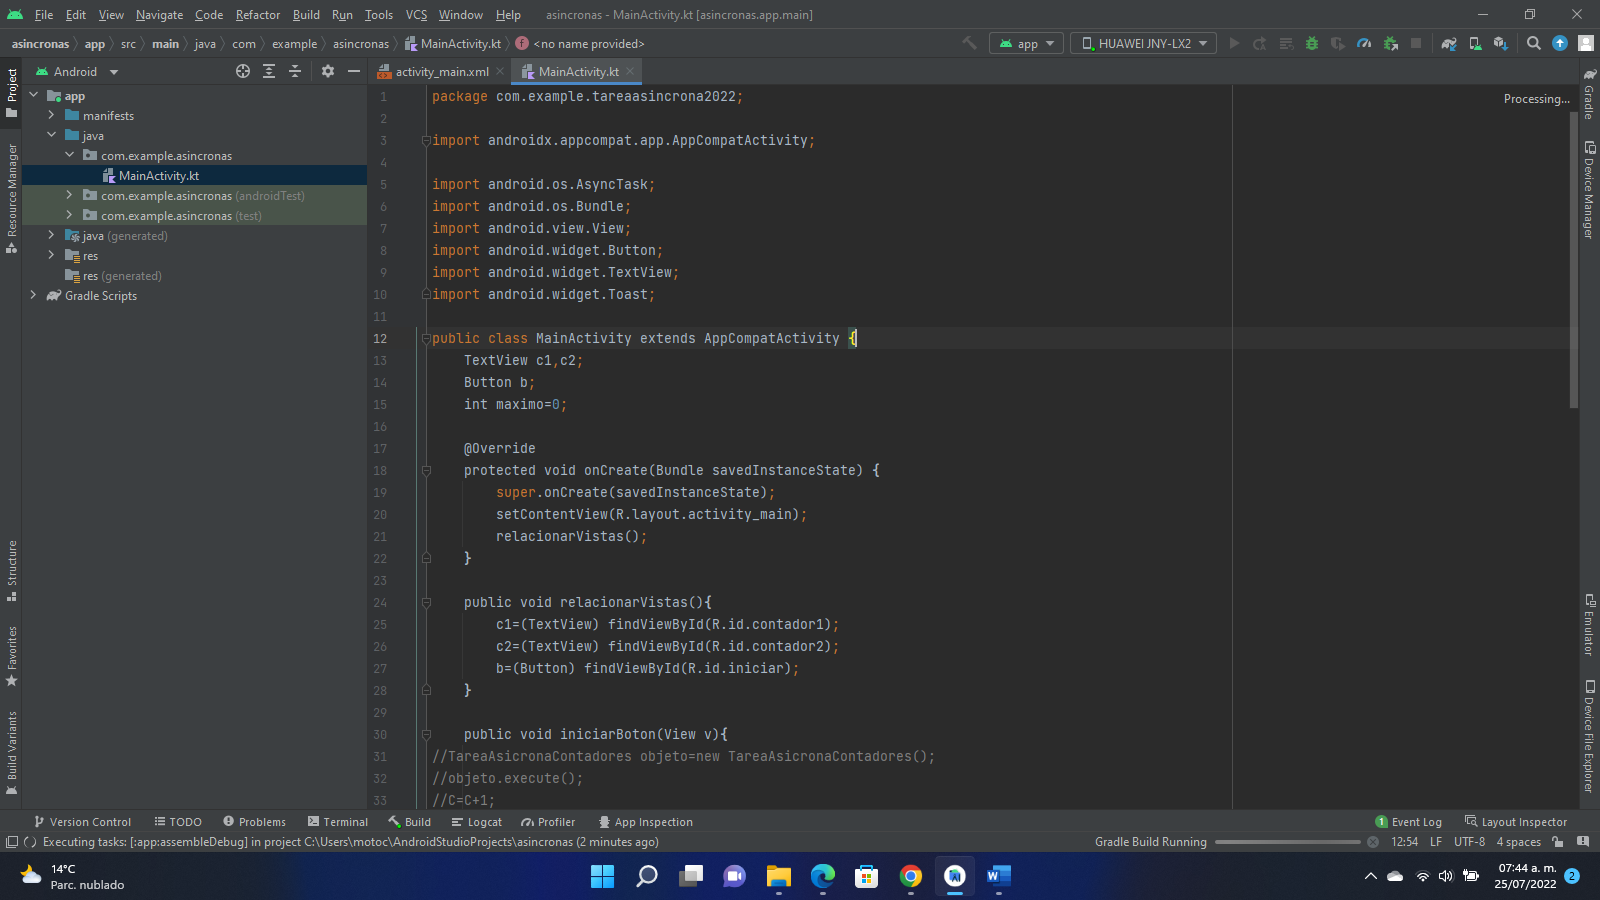 File Edit View Navigate Code Refactor Build Run Tools VCS Window Help asincronas - MainActivity.kt [asincronas.app.main]
asincronas app src main java com example asincronas MainActivity.kt <no name provided> app HUAWEI JNY-LX2
Project
Resource Manager
Structure
Favorites
Build Variants
Android
app
manifests
java
com.example.asincronas
MainActivity.kt
com.example.asincronas (androidTest)
com.example.asincronas (test)
java (generated)
res
res (generated)
Gradle Scripts
activity_main.xml MainActivity.kt
Processing...
1 package com.example.tareaasincrona2022;
2
3 import androidx.appcompat.app.AppCompatActivity;
4
5 import android.os.AsyncTask;
6 import android.os.Bundle;
7 import android.view.View;
8 import android.widget.Button;
9 import android.widget.TextView;
10 import android.widget.Toast;
11
12 public class MainActivity extends AppCompatActivity {
13 TextView c1,c2;
14 Button b;
15 int maximo=0;
16
17 @Override
18 protected void onCreate(Bundle savedInstanceState) {
19 super.onCreate(savedInstanceState);
20 setContentView(R.layout.activity_main);
21 relacionarVistas();
22 }
23
24 public void relacionarVistas(){
25 c1=(TextView) findViewById(R.id.contador1);
26 c2=(TextView) findViewById(R.id.contador2);
27 b=(Button) findViewById(R.id.iniciar);
28 }
29
30 public void iniciarBoton(View v){
31 //TareaAsicronaContadores objeto=new TareaAsicronaContadores();
32 //objeto.execute();
33 //C=C+1;
Gradle
Device Manager
Emulator
Device File Explorer
Version Control TODO Problems Terminal Build Logcat Profiler App Inspection 1 Event Log Layout Inspector
Executing tasks: [:app:assembleDebug] in project C:\Users\motoc\AndroidStudioProjects\asincronas (2 minutes ago) Gradle Build Running 12:54 LF UTF-8 4 spaces
14°C
Parc. nublado
07:44 a. m.
25/07/2022
2